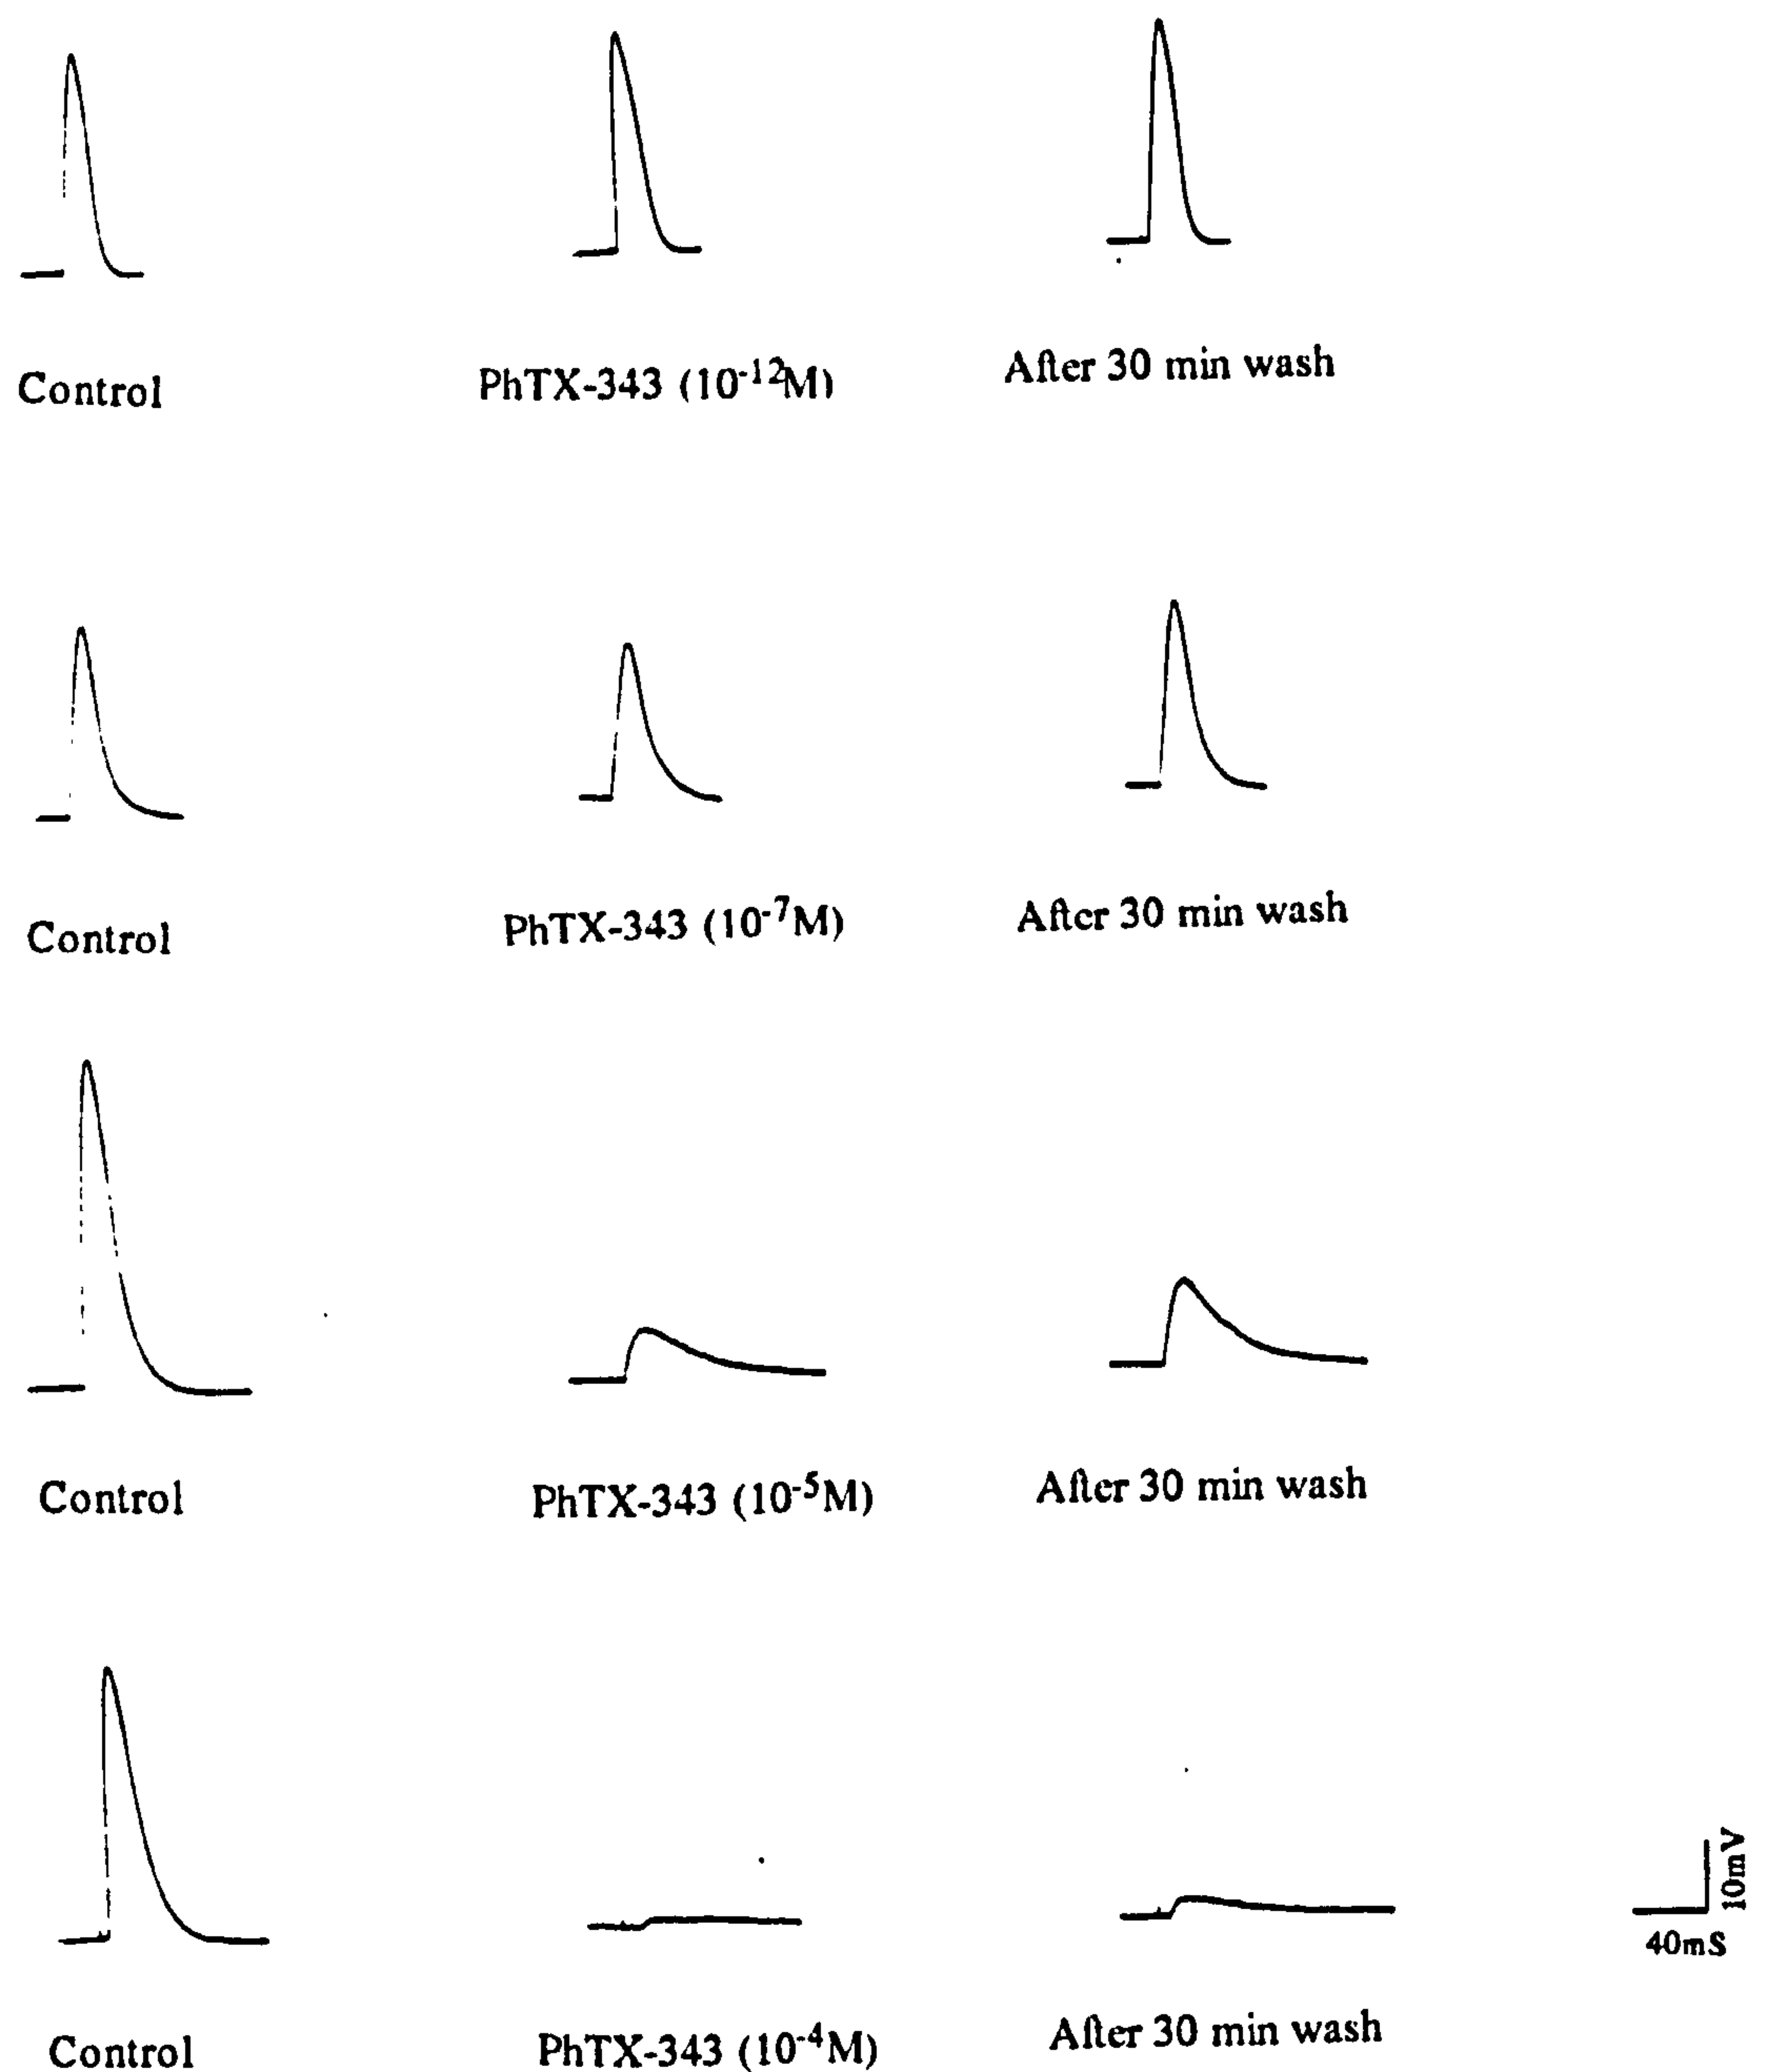 Control
PhTX-343 (10⁻¹²M)
After 30 min wash
Control
PhTX-343 (10⁻⁷M)
After 30 min wash
Control
PhTX-343 (10⁻⁵M)
After 30 min wash
10mV
40mS
Control
PhTX-343 (10⁻⁴M)
After 30 min wash